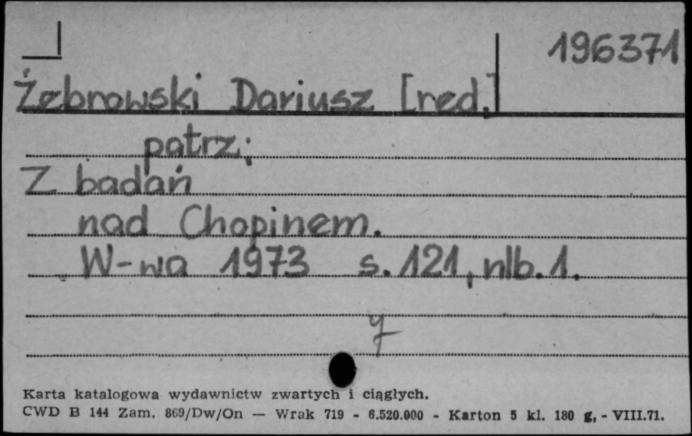 196371
Żebrowski Dariusz [red.]
patrz:
Z badań
nad Chopinem.
W-wa 1973 s. 121, nlb. 1.
Karta katalogowa wydawnictw zwartych i ciągłych.
CWD B 144 Zam. 869/Dw/On — Wrak 719 - 6.520.000 - Karton 5 kl. 180 g, - VIII.71.